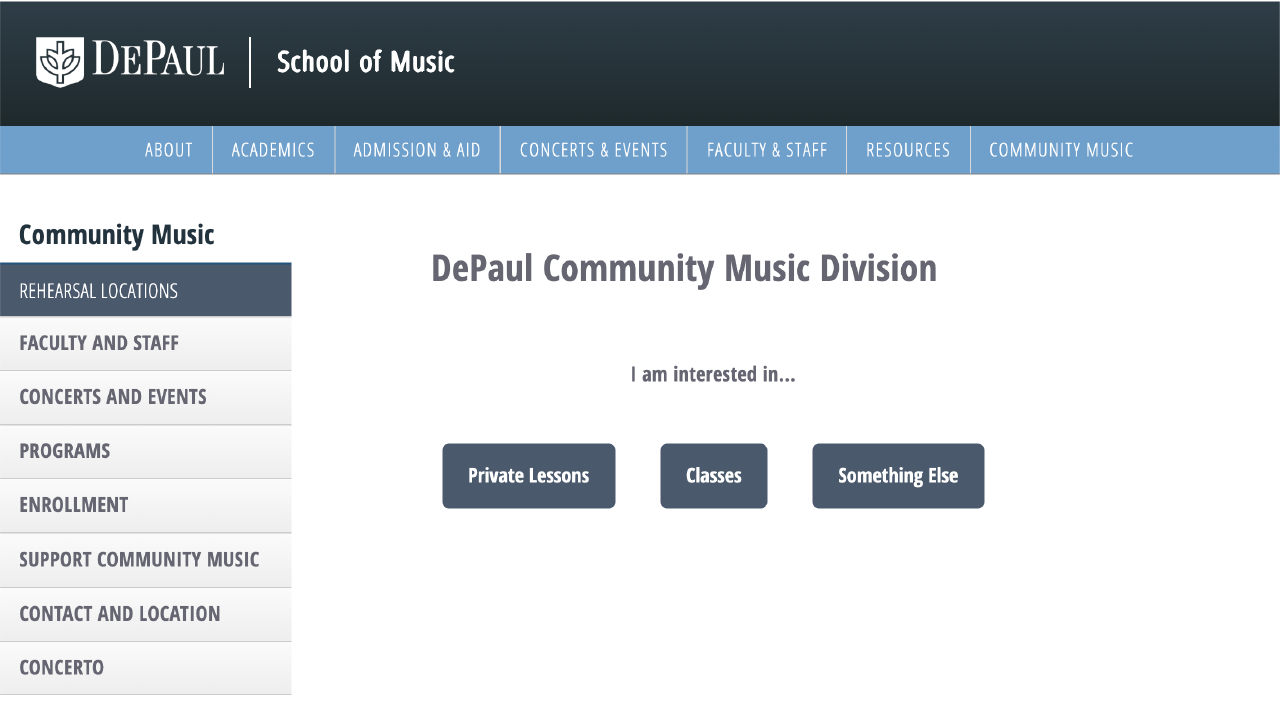 DEPAUL School of Music
ABOUT ACADEMICS ADMISSION & AID CONCERTS & EVENTS FACULTY & STAFF RESOURCES COMMUNITY MUSIC
Community Music
REHEARSAL LOCATIONS
FACULTY AND STAFF
CONCERTS AND EVENTS
PROGRAMS
ENROLLMENT
SUPPORT COMMUNITY MUSIC
CONTACT AND LOCATION
CONCERTO
DePaul Community Music Division
I am interested in...
Private Lessons Classes Something Else